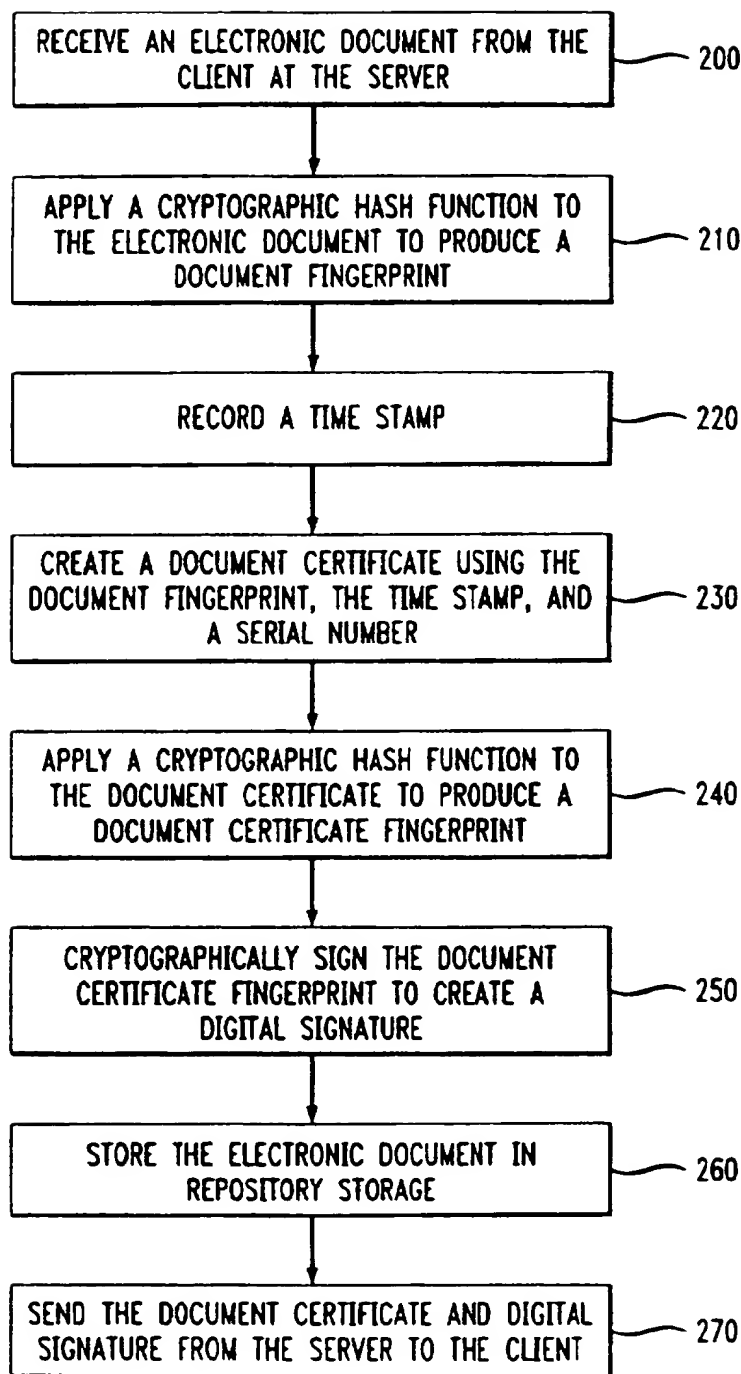 RECEIVE AN ELECTRONIC DOCUMENT FROM THE
CLIENT AT THE SERVER
200
APPLY A CRYPTOGRAPHIC HASH FUNCTION TO
THE ELECTRONIC DOCUMENT TO PRODUCE A
DOCUMENT FINGERPRINT
210
RECORD A TIME STAMP
220
CREATE A DOCUMENT CERTIFICATE USING THE
DOCUMENT FINGERPRINT, THE TIME STAMP, AND
A SERIAL NUMBER
230
APPLY A CRYPTOGRAPHIC HASH FUNCTION TO
THE DOCUMENT CERTIFICATE TO PRODUCE A
DOCUMENT CERTIFICATE FINGERPRINT
240
CRYPTOGRAPHICALLY SIGN THE DOCUMENT
CERTIFICATE FINGERPRINT TO CREATE A
DIGITAL SIGNATURE
250
STORE THE ELECTRONIC DOCUMENT IN
REPOSITORY STORAGE
260
SEND THE DOCUMENT CERTIFICATE AND DIGITAL
SIGNATURE FROM THE SERVER TO THE CLIENT
270